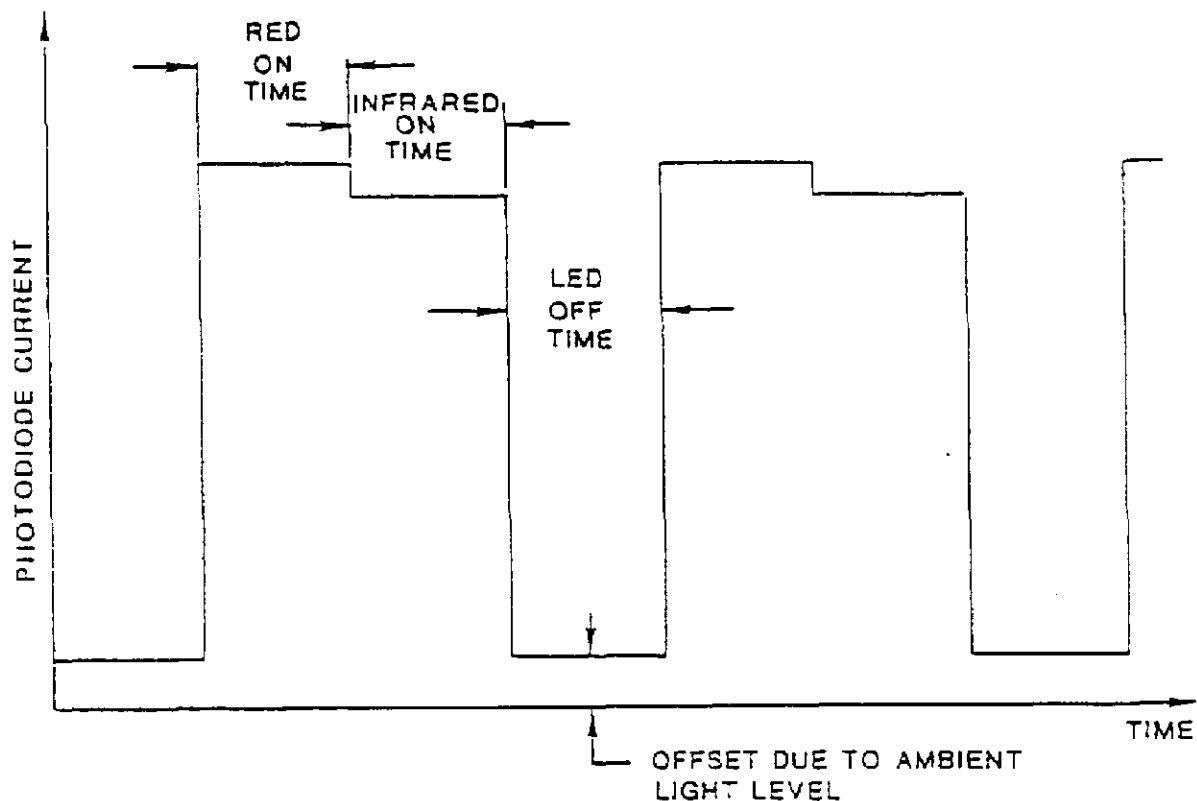 RED
ON
TIME
INFRARED
ON
TIME
LED
OFF
TIME
PHOTODIODE CURRENT
TIME
OFFSET DUE TO AMBIENT
LIGHT LEVEL